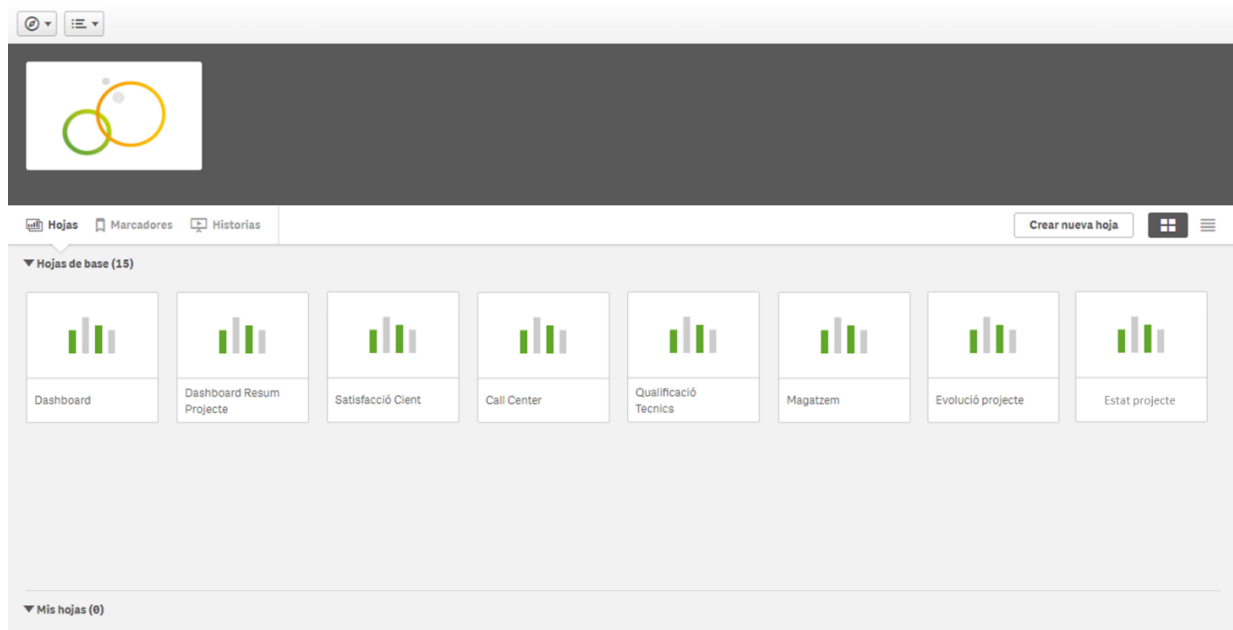 Hojas Marcadores Historias Crear nueva hoja
Hojas de base (15)
Dashboard
Dashboard Resum
Projecte
Satisfacció Cient
Call Center
Qualificació
Tecnics
Magatzem
Evolució projecte
Estat projecte
Mis hojas (0)